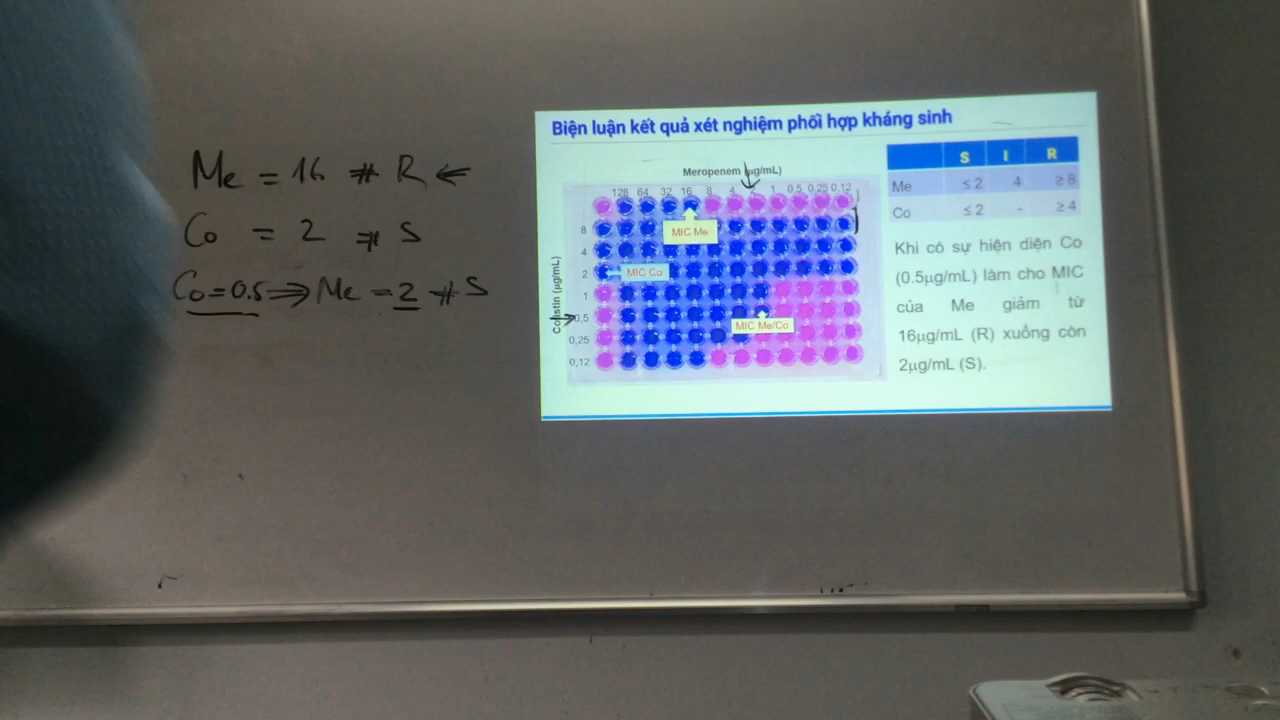 Me = 16 # R ←
Co = 2 # S
Co=0.5 ⇒ Me = 2 # S
Biện luận kết quả xét nghiệm phối hợp kháng sinh
Meropenem (µg/mL)
128 64 32 16 8 4 2 1 0.5 0.25 0.12
Colistin (µg/mL)
8
4
2
1
0,5
0,25
0,12
MIC Me
MIC Co
MIC Me/Co
S I R
Me ≤2 4 ≥8
Co ≤2 - ≥4
Khi có sự hiện diện Co
(0.5µg/mL) làm cho MIC
của Me giảm từ
16µg/mL (R) xuống còn
2µg/mL (S).